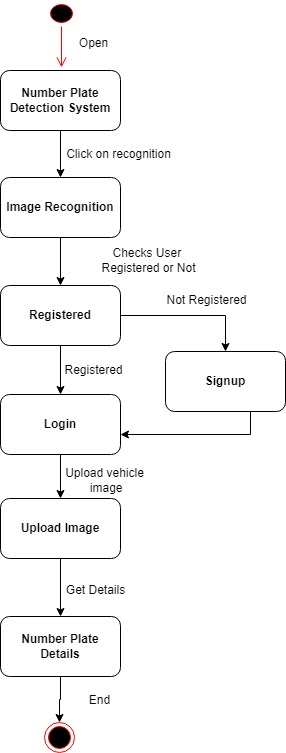 Open
Number Plate
Detection System
Click on recognition
Image Recognition
Checks User
Registered or Not
Registered
Not Registered
Registered
Signup
Login
Upload vehicle
image
Upload Image
Get Details
Number Plate
Details
End